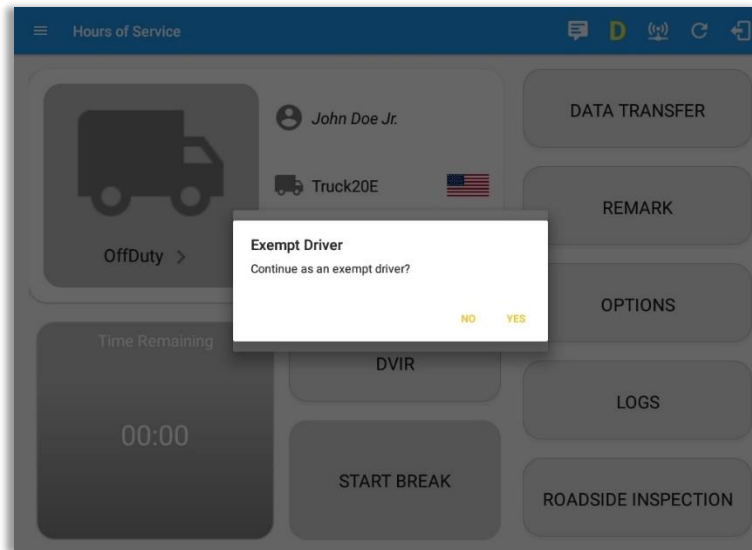 Hours of Service
D
John Doe Jr.
Truck20E
OffDuty >
Exempt Driver
Continue as an exempt driver?
NO YES
Time Remaining
00:00
DVIR
START BREAK
DATA TRANSFER
REMARK
OPTIONS
LOGS
ROADSIDE INSPECTION